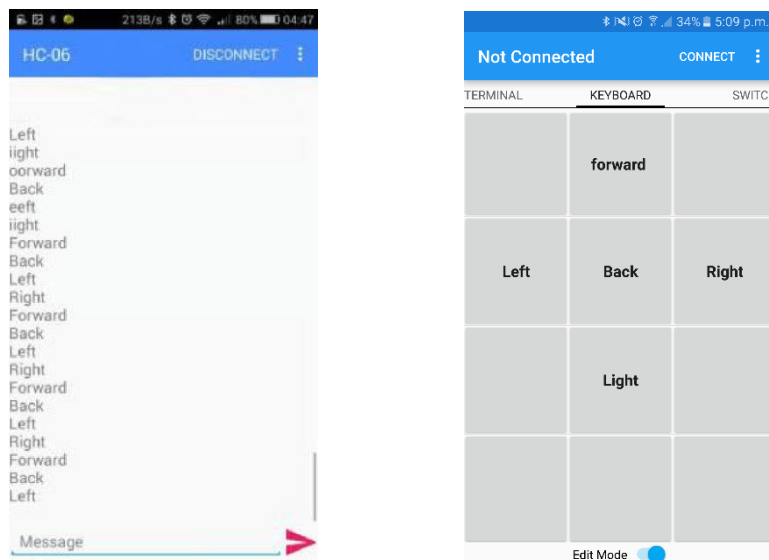 213B/s 80% 04:47
HC-06 DISCONNECT
Left
iight
oorward
Back
eeft
iight
Forward
Back
Left
Right
Forward
Back
Left
Right
Forward
Back
Left
Right
Forward
Back
Left
Message
34% 5:09 p.m.
Not Connected CONNECT
TERMINAL KEYBOARD SWITC
forward
Left Back Right
Light
Edit Mode